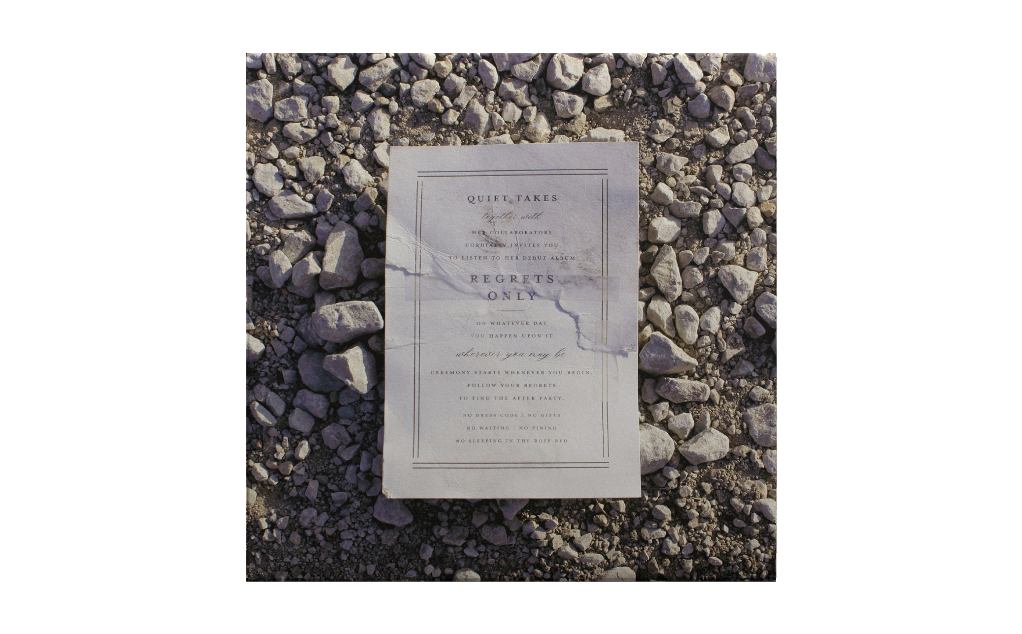 QUIET TAKES
together with
HER COLLABORATORS
CORDIALLY INVITES YOU
TO LISTEN TO HER DEBUT ALBUM
REGRETS
ONLY
ON WHATEVER DAY
YOU HAPPEN UPON IT
wherever you may be
CEREMONY STARTS WHENEVER YOU BEGIN.
FOLLOW YOUR REGRETS
TO FIND THE AFTER PARTY.
NO DRESS CODE | NO GIFTS
NO WAITING | NO PINING
NO SLEEPING IN THE ROSE BED